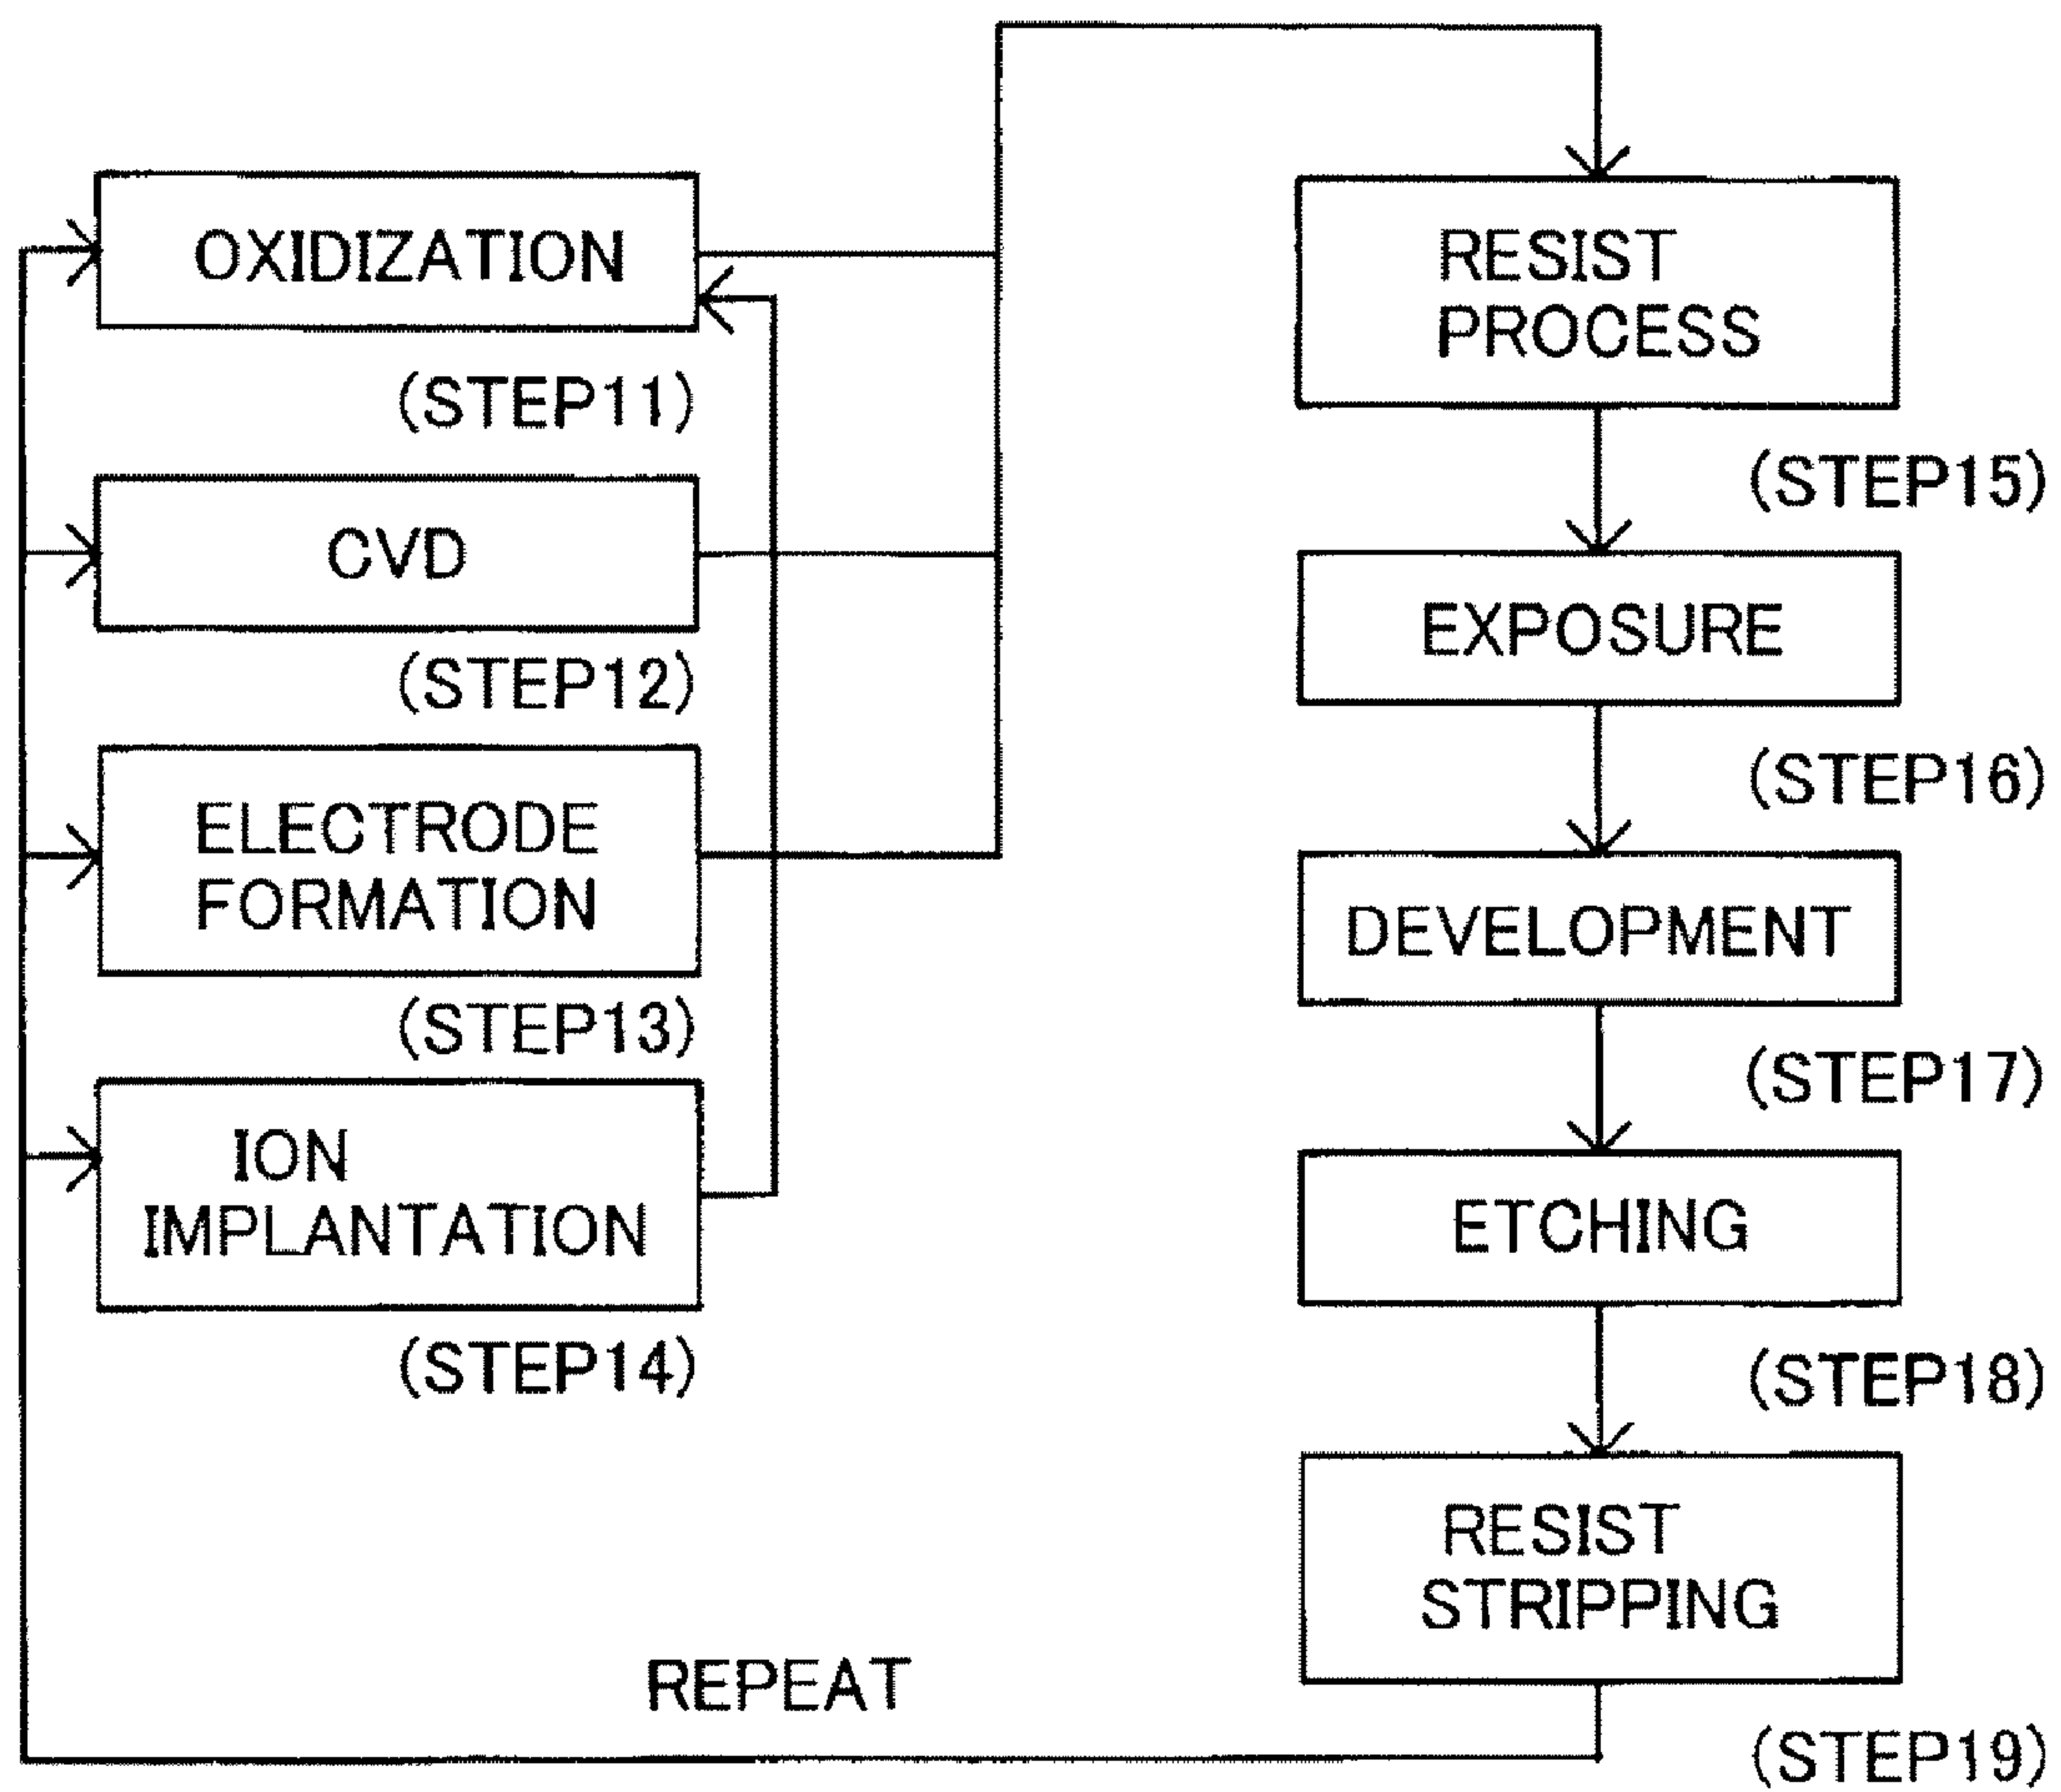 OXIDIZATION
(STEP11)
CVD
(STEP12)
ELECTRODE
FORMATION
(STEP13)
ION
IMPLANTATION
(STEP14)
RESIST
PROCESS
(STEP15)
EXPOSURE
(STEP16)
DEVELOPMENT
(STEP17)
ETCHING
(STEP18)
RESIST
STRIPPING
(STEP19)
REPEAT